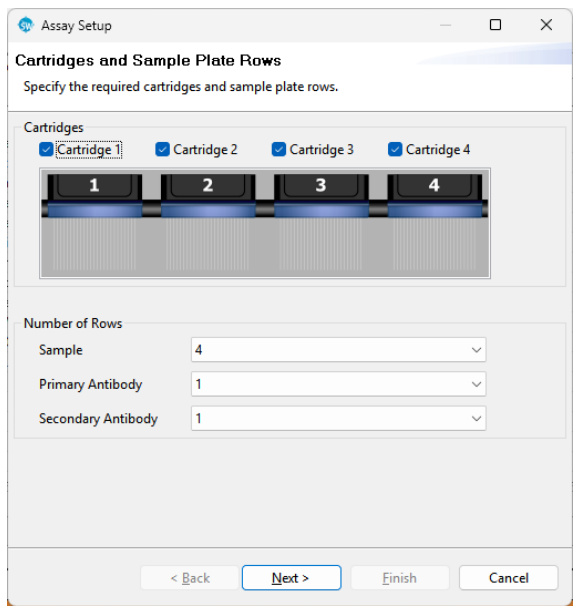 SW Assay Setup
Cartridges and Sample Plate Rows
Specify the required cartridges and sample plate rows.
Cartridges
Cartridge 1 Cartridge 2 Cartridge 3 Cartridge 4
1 2 3 4
Number of Rows
Sample 4
Primary Antibody 1
Secondary Antibody 1
< Back Next > Finish Cancel